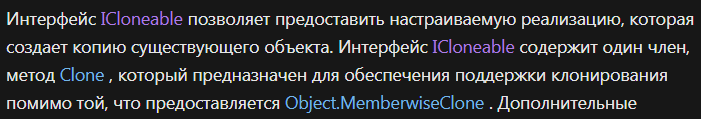 Интерфейс ICloneable позволяет предоставить настраиваемую реализацию, которая
создает копию существующего объекта. Интерфейс ICloneable содержит один член,
метод Clone , который предназначен для обеспечения поддержки клонирования
помимо той, что предоставляется Object.MemberwiseClone . Дополнительные